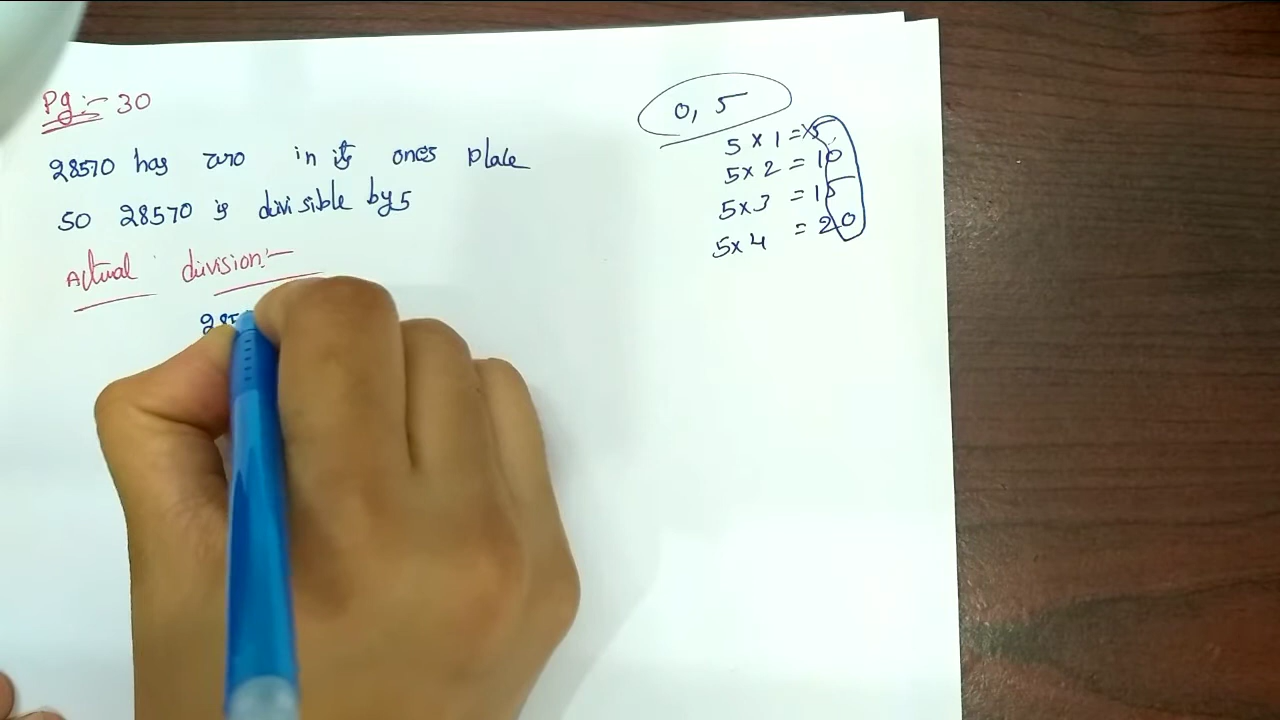 Pg:- 30
28570 has zero in its ones place
So 28570 is divisible by 5
Actual division:-
285
0, 5
5 x 1 = 5
5 x 2 = 10
5 x 3 = 15
5 x 4 = 20